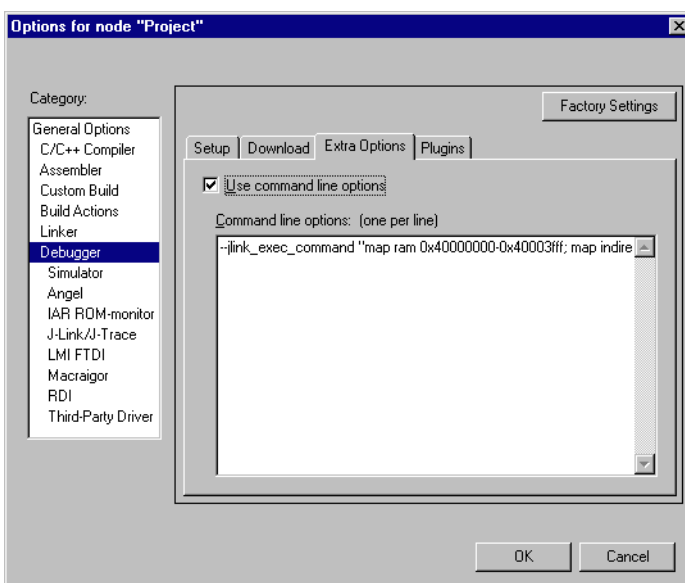 Options for node "Project"
Category:
Factory Settings
General Options
C/C++ Compiler
Assembler
Custom Build
Build Actions
Linker
Debugger
Simulator
Angel
IAR ROM-monitor
J-Link/J-Trace
LMI FTDI
Macraigor
RDI
Third-Party Driver
Setup
Download
Extra Options
Plugins
Use command line options
Command line options: (one per line)
--jlink_exec_command "map ram 0x40000000-0x40003fff; map indire
OK
Cancel